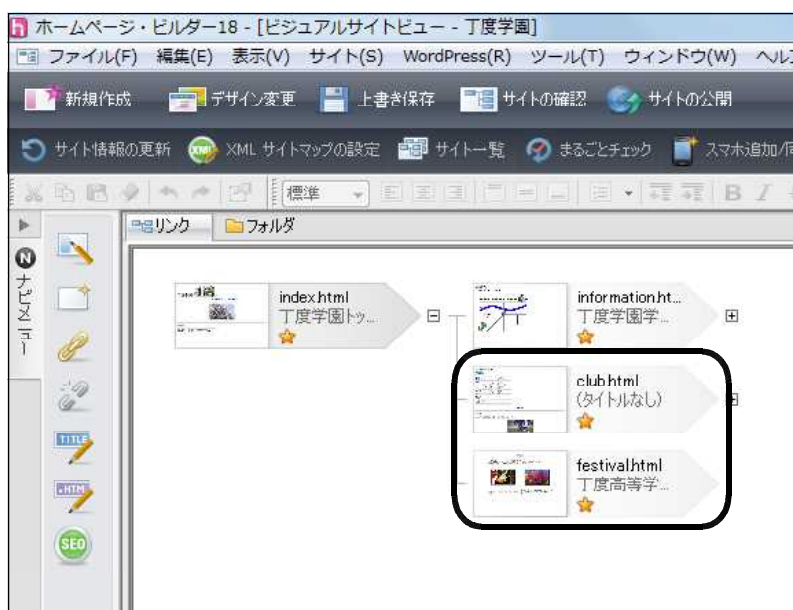 ホームページ・ビルダー18 - [ビジュアルサイトビュー - 丁度学園]
ファイル(F) 編集(E) 表示(V) サイト(S) WordPress(R) ツール(T) ウィンドウ(W)
新規作成 デザイン変更 上書き保存 サイトの確認 サイトの公開
サイト情報の更新 XML サイトマップの設定 サイト一覧 まるごとチェック スマホ追加/
標準 B I
リンク フォルダ
N ナビメニュー
index.html
丁度学園トッ...
information.ht...
丁度学園学...
club.html
(タイトルなし)
festival.html
丁度高等学...
TITLE
.HTM
SEO